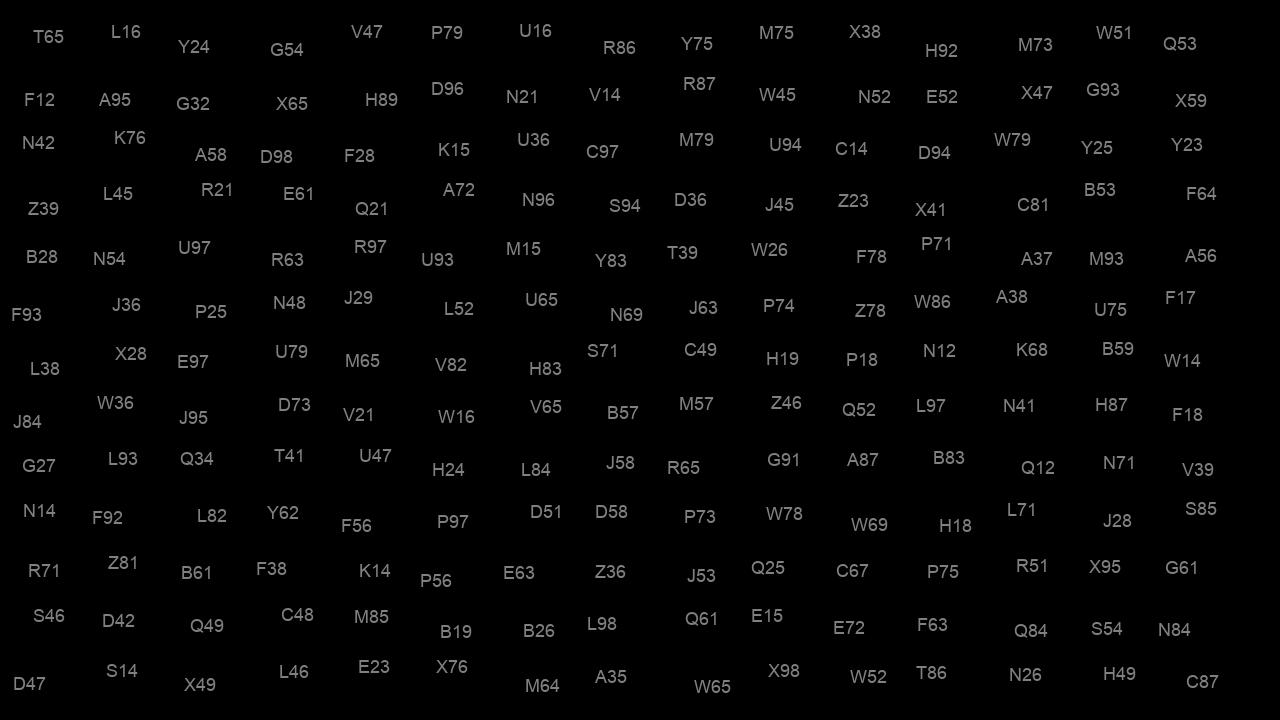 T65 L16 Y24 G54 V47 P79 U16 R86 Y75 M75 X38 H92 M73 W51 Q53
F12 A95 G32 X65 H89 D96 N21 V14 R87 W45 N52 E52 X47 G93 X59
N42 K76 A58 D98 F28 K15 U36 C97 M79 U94 C14 D94 W79 Y25 Y23
Z39 L45 R21 E61 Q21 A72 N96 S94 D36 J45 Z23 X41 C81 B53 F64
B28 N54 U97 R63 R97 U93 M15 Y83 T39 W26 F78 P71 A37 M93 A56
F93 J36 P25 N48 J29 L52 U65 N69 J63 P74 Z78 W86 A38 U75 F17
L38 X28 E97 U79 M65 V82 H83 S71 C49 H19 P18 N12 K68 B59 W14
J84 W36 J95 D73 V21 W16 V65 B57 M57 Z46 Q52 L97 N41 H87 F18
G27 L93 Q34 T41 U47 H24 L84 J58 R65 G91 A87 B83 Q12 N71 V39
N14 F92 L82 Y62 F56 P97 D51 D58 P73 W78 W69 H18 L71 J28 S85
R71 Z81 B61 F38 K14 P56 E63 Z36 J53 Q25 C67 P75 R51 X95 G61
S46 D42 Q49 C48 M85 B19 B26 L98 Q61 E15 E72 F63 Q84 S54 N84
D47 S14 X49 L46 E23 X76 M64 A35 W65 X98 W52 T86 N26 H49 C87